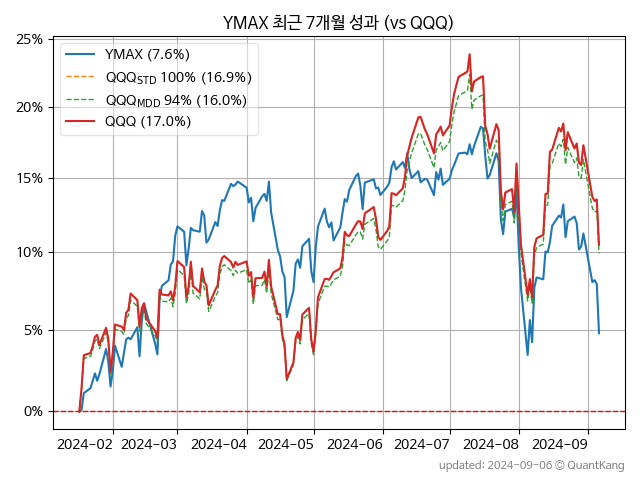 YMAX 최근 7개월 성과 (vs QQQ)
25%
20%
15%
10%
5%
0%
YMAX (7.6%)
QQQSTD 100% (16.9%)
QQQMDD 94% (16.0%)
QQQ (17.0%)
2024-02 2024-03 2024-04 2024-05 2024-06 2024-07 2024-08 2024-09
updated: 2024-09-06 © QuantKang